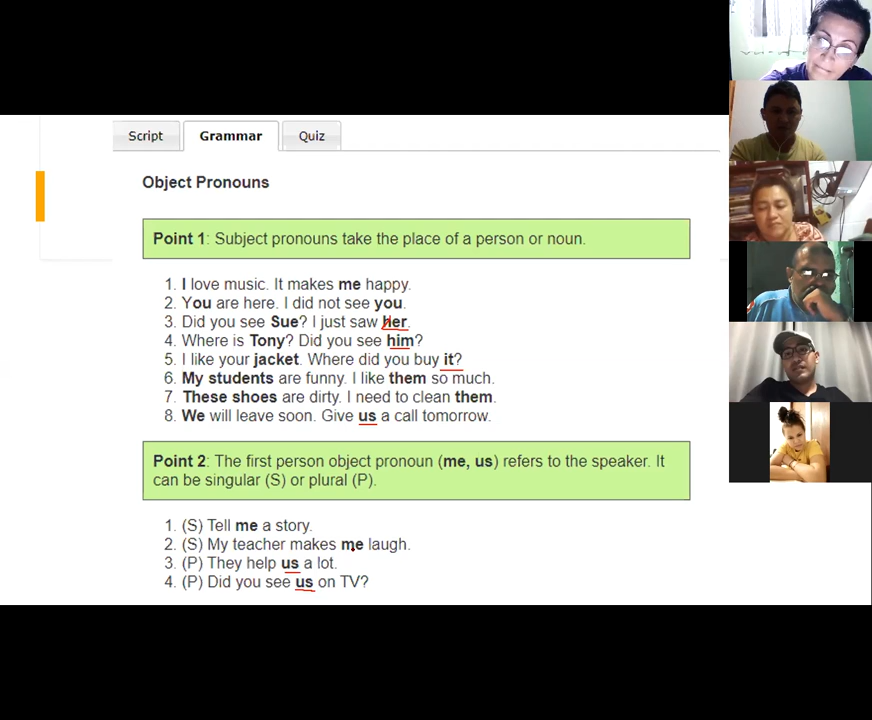 Script Grammar Quiz
Object Pronouns
Point 1: Subject pronouns take the place of a person or noun.
1. I love music. It makes me happy.
2. You are here. I did not see you.
3. Did you see Sue? I just saw her.
4. Where is Tony? Did you see him?
5. I like your jacket. Where did you buy it?
6. My students are funny. I like them so much.
7. These shoes are dirty. I need to clean them.
8. We will leave soon. Give us a call tomorrow.
Point 2: The first person object pronoun (me, us) refers to the speaker. It
can be singular (S) or plural (P).
1. (S) Tell me a story.
2. (S) My teacher makes me laugh.
3. (P) They help us a lot.
4. (P) Did you see us on TV?